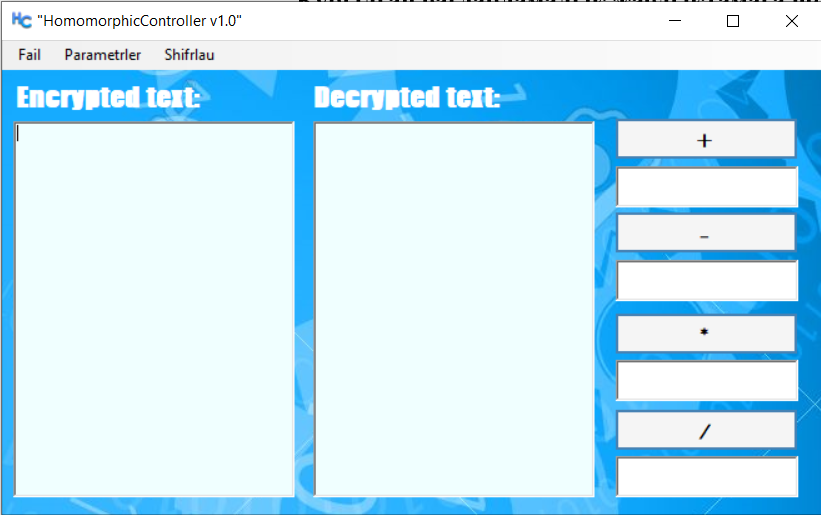 HC "HomomorphicController v1.0"
Fail Parametrler Shifrlau
Encrypted text: Decrypted text:
+
-
*
/